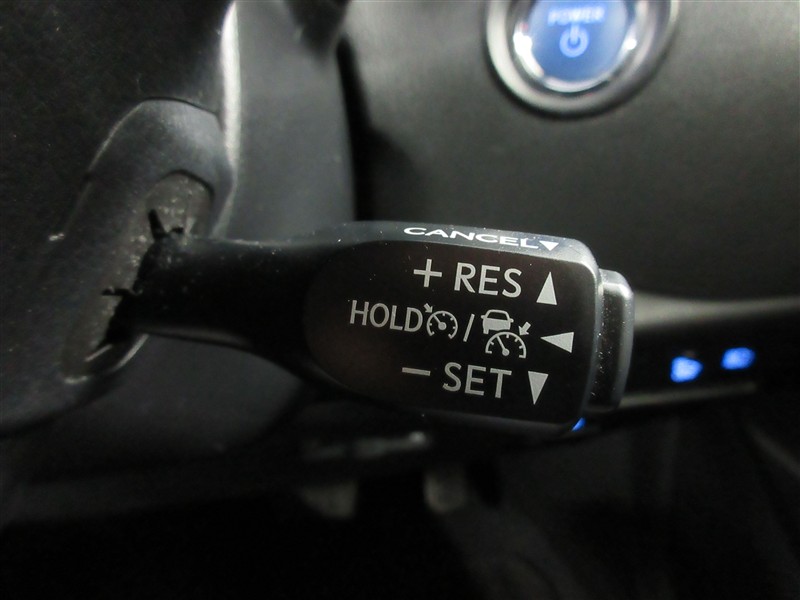 POWER
CANCEL▼
+ RES ▲
HOLD / ◀
− SET ▼